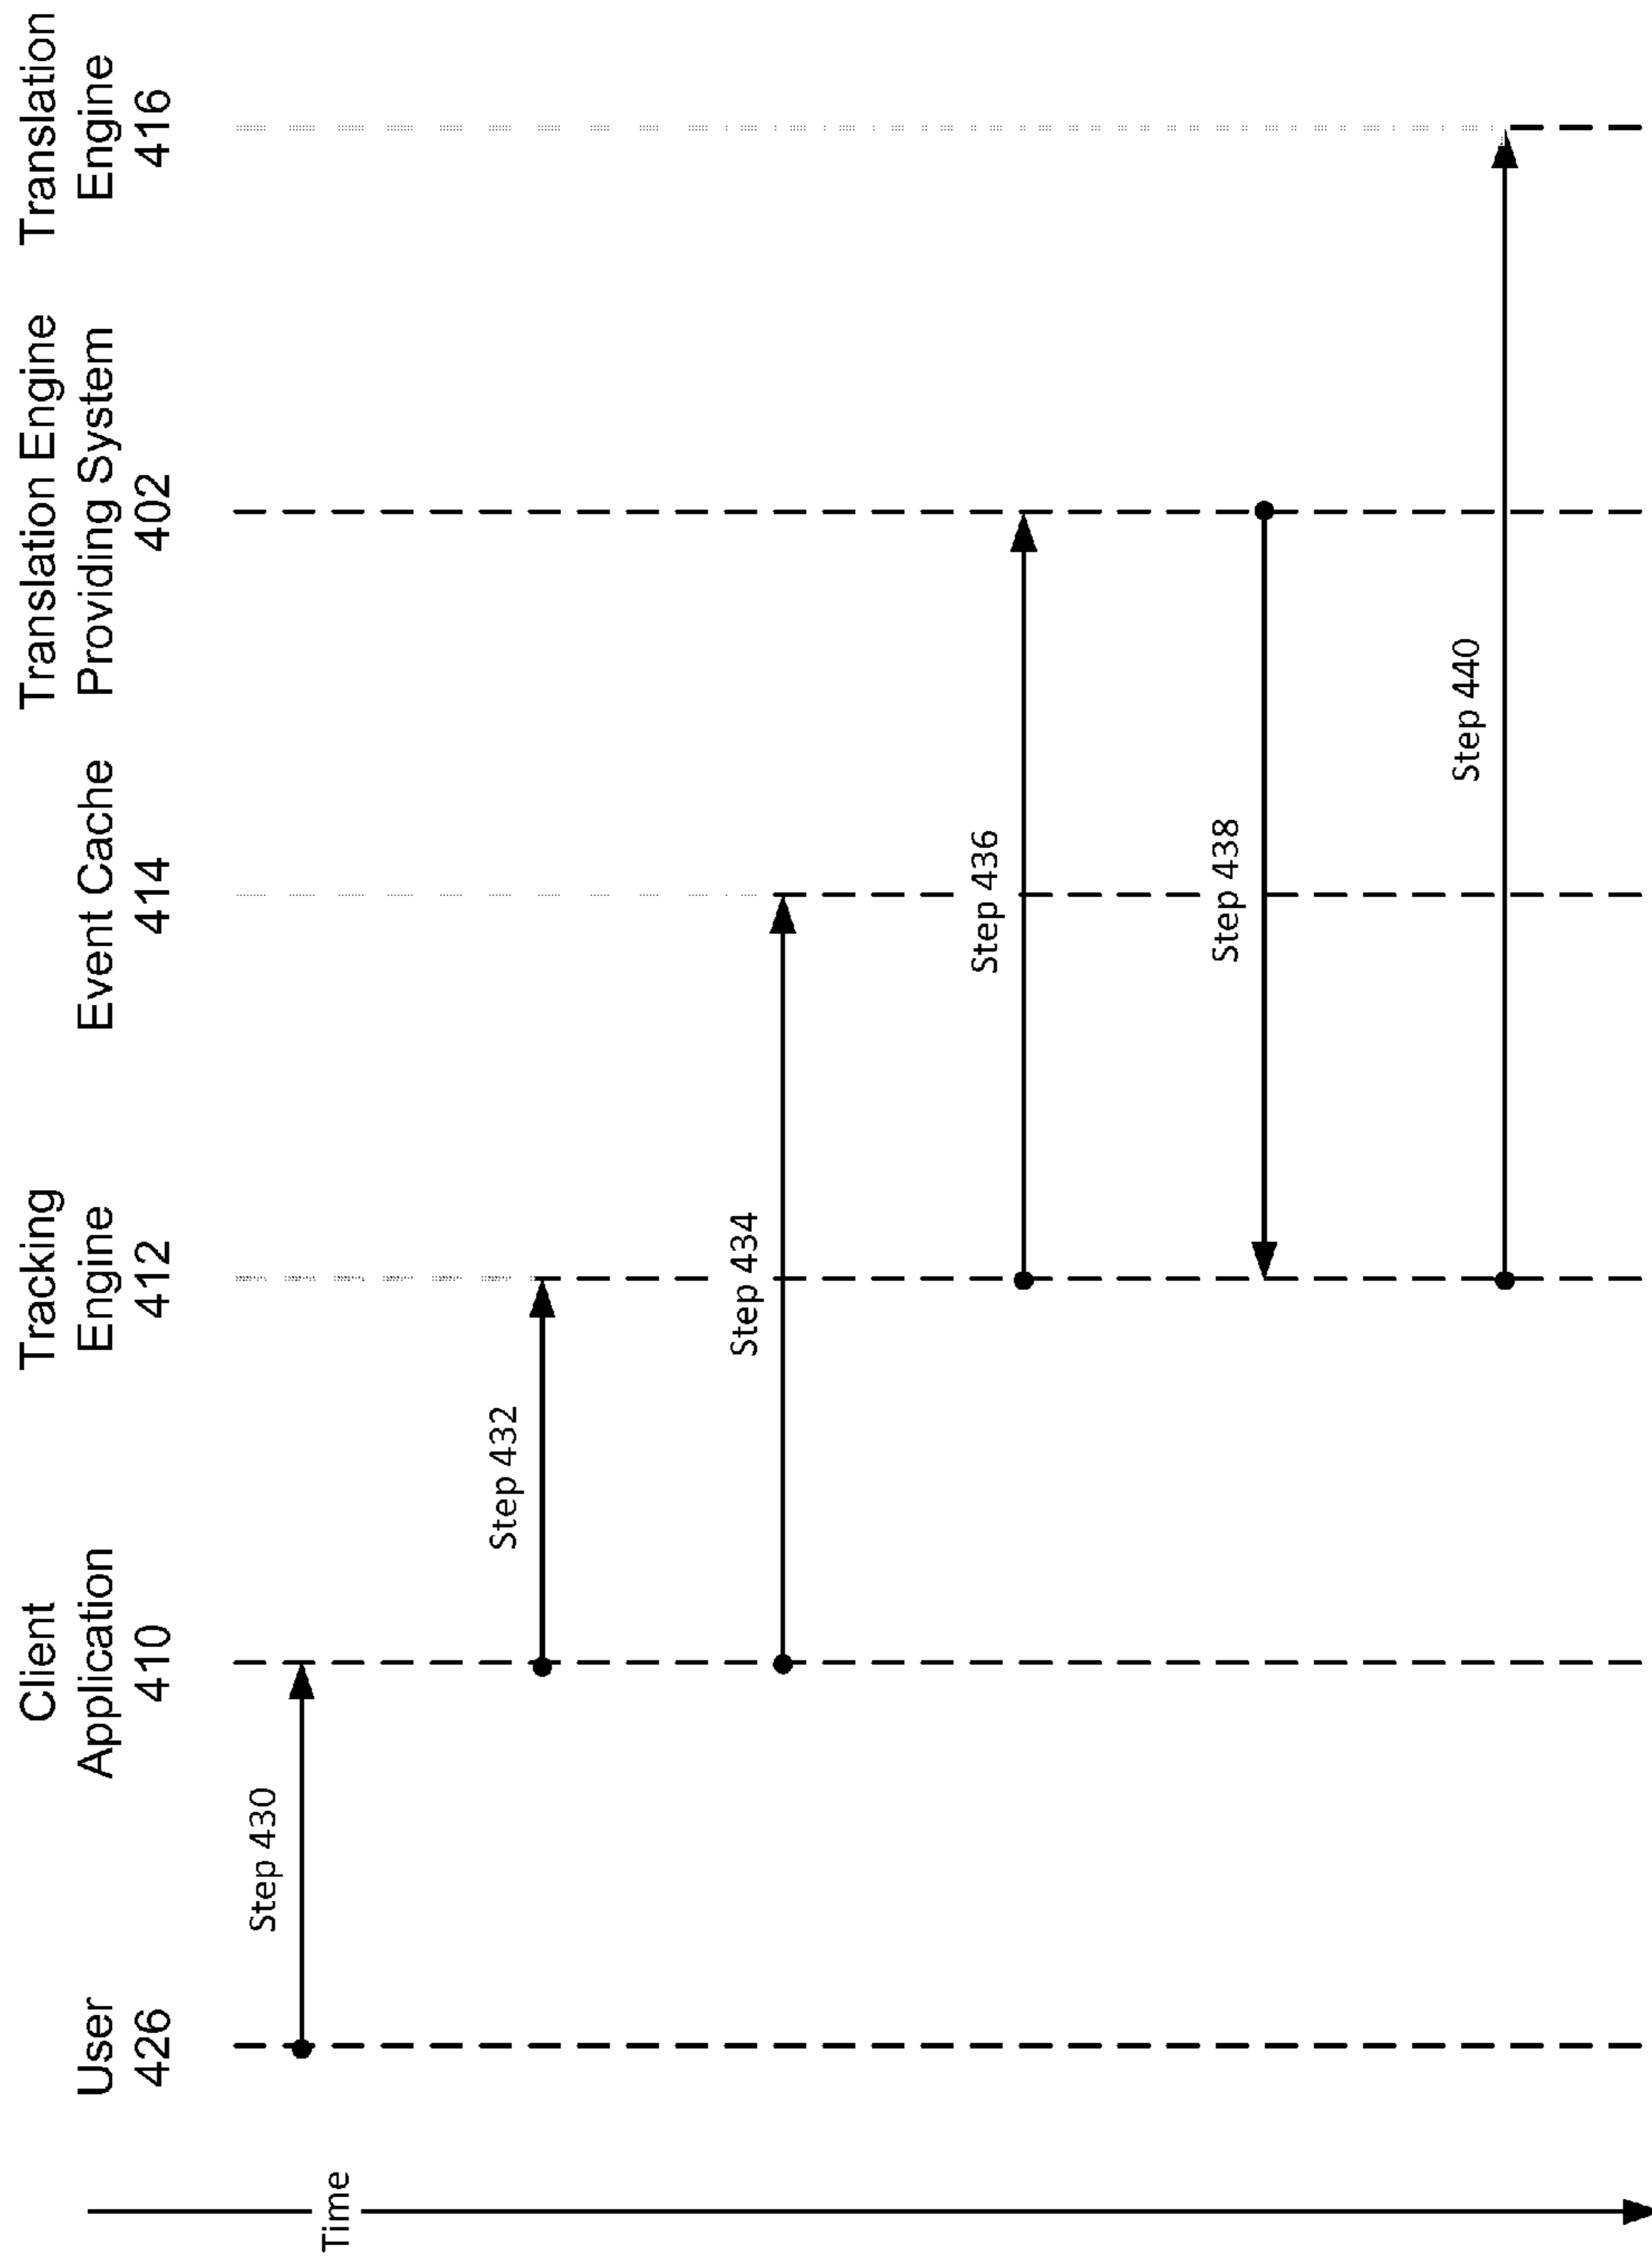 User
426
Client
Application
410
Tracking
Engine
412
Event Cache
414
Translation Engine
Providing System
402
Translation
Engine
416
Time
Step 430
Step 432
Step 434
Step 436
Step 438
Step 440